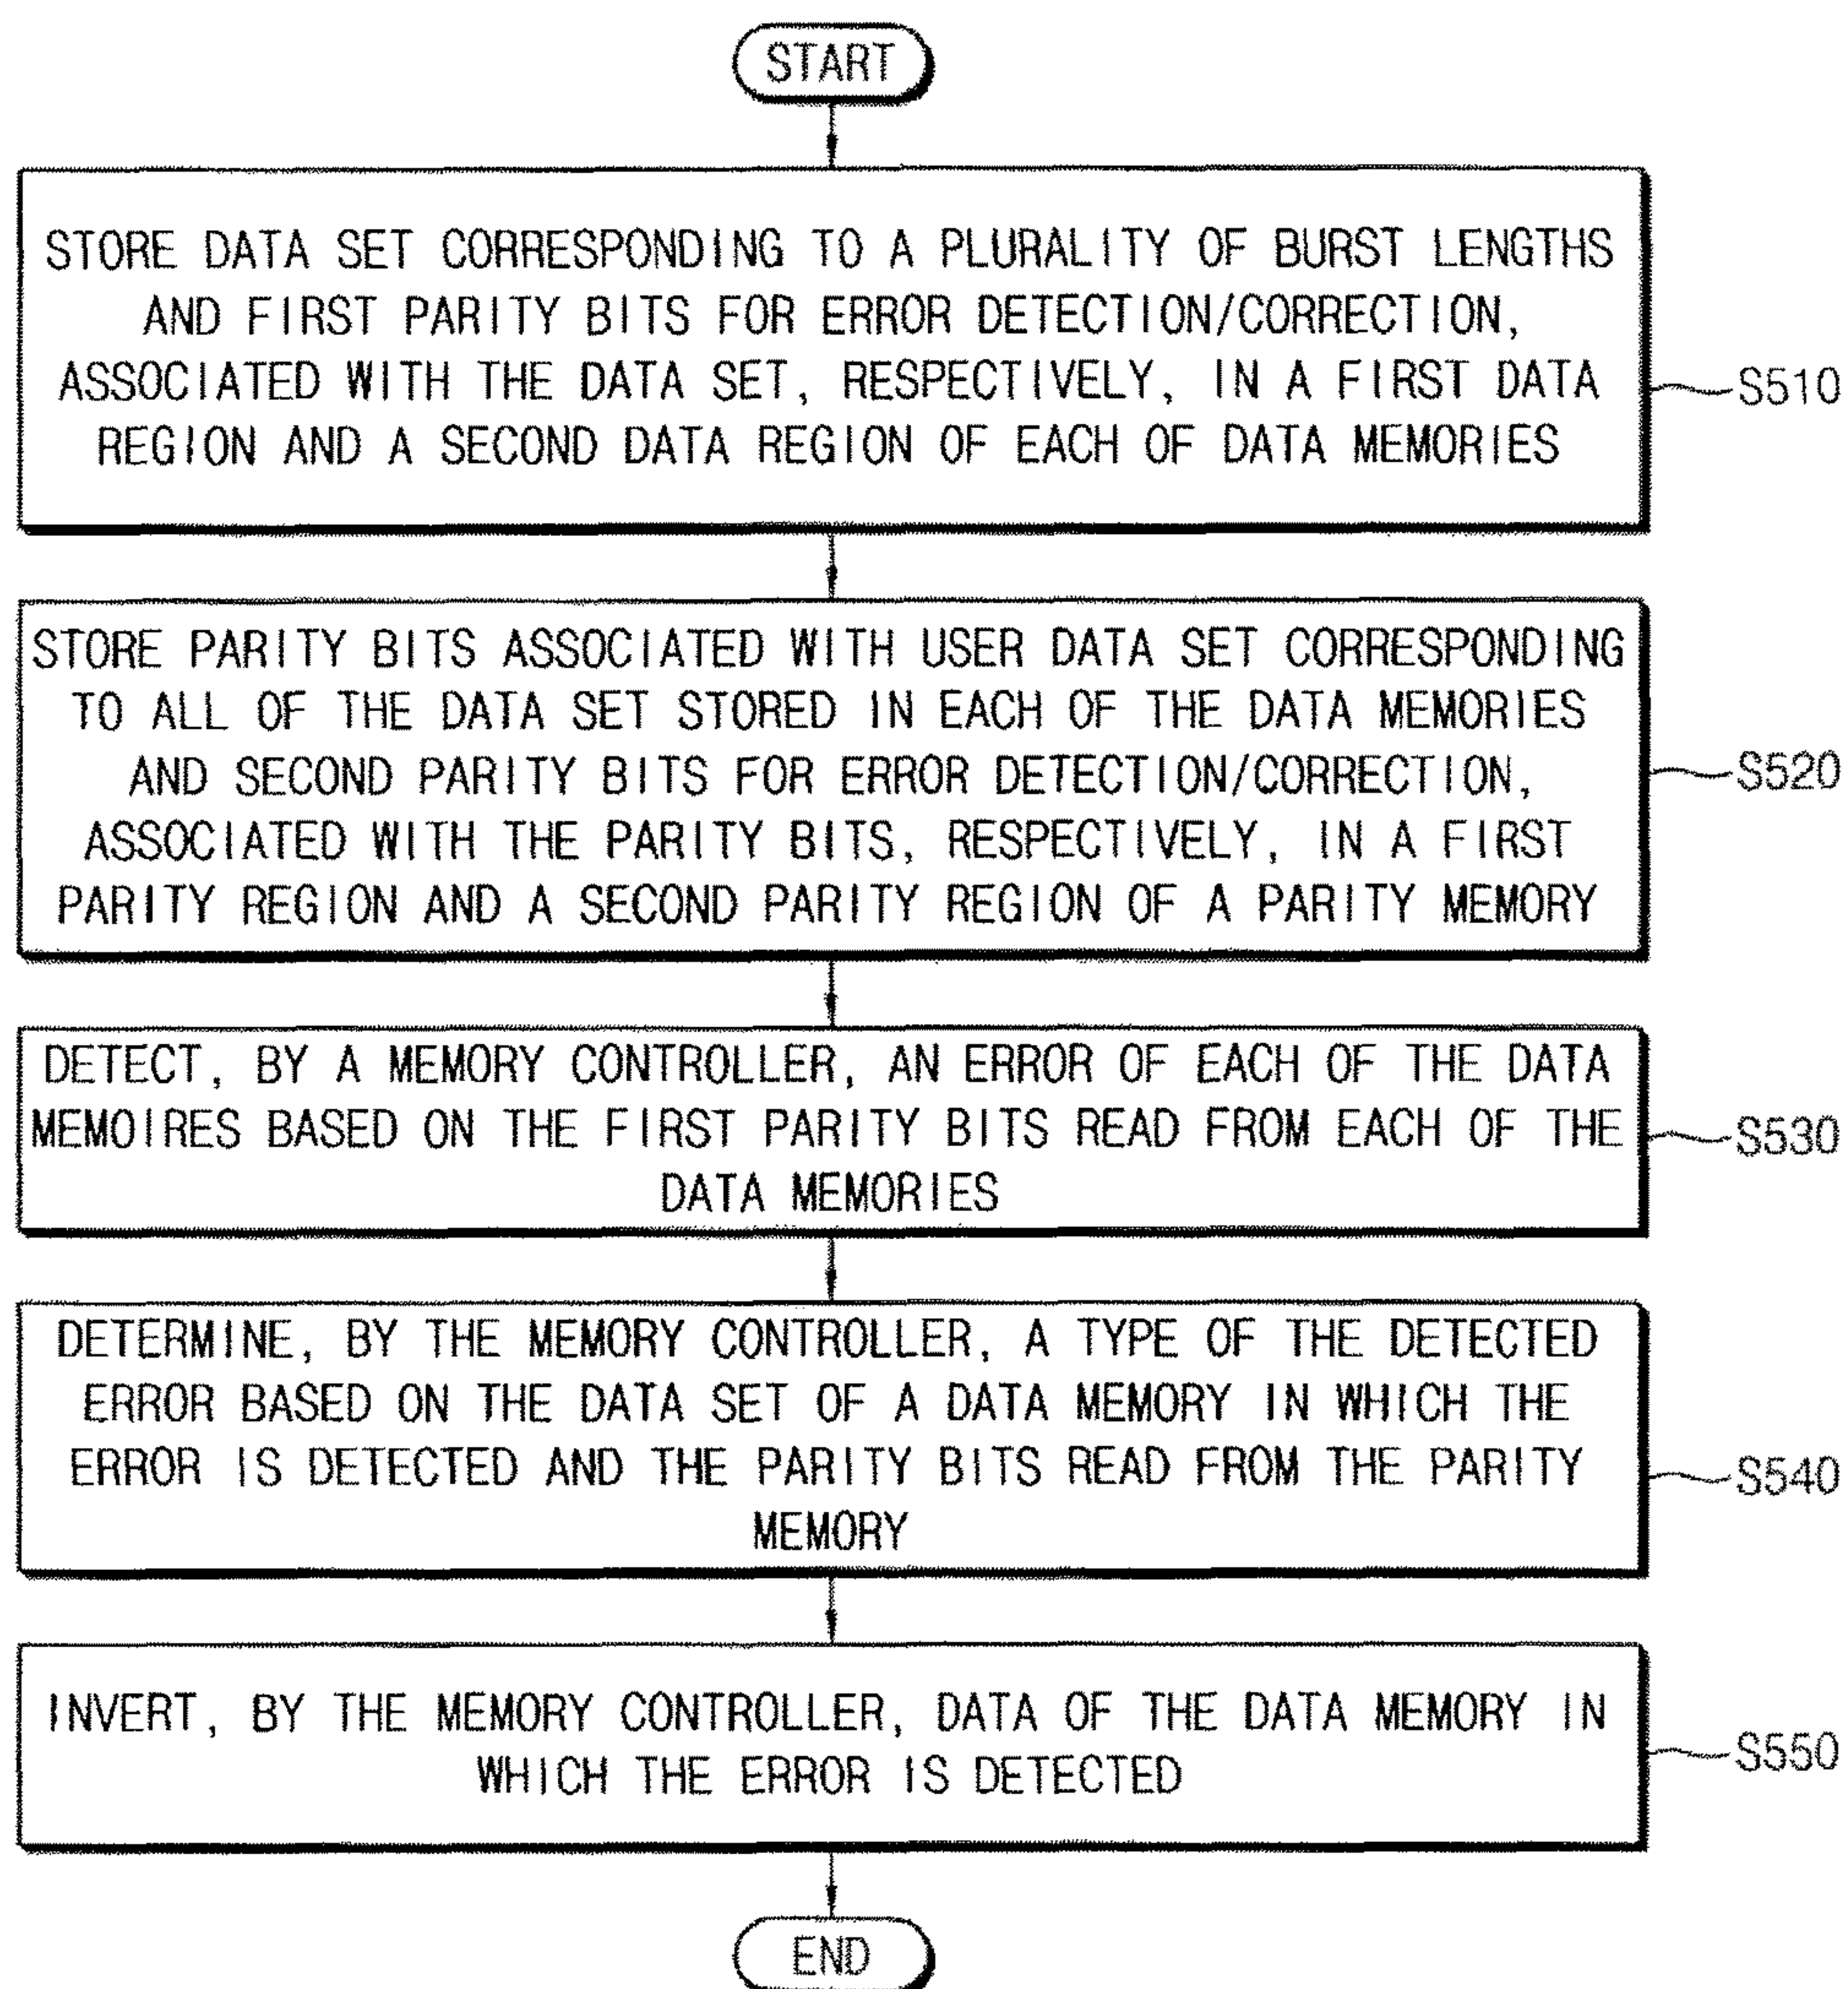 START
STORE DATA SET CORRESPONDING TO A PLURALITY OF BURST LENGTHS
AND FIRST PARITY BITS FOR ERROR DETECTION/CORRECTION,
ASSOCIATED WITH THE DATA SET, RESPECTIVELY, IN A FIRST DATA
REGION AND A SECOND DATA REGION OF EACH OF DATA MEMORIES
S510
STORE PARITY BITS ASSOCIATED WITH USER DATA SET CORRESPONDING
TO ALL OF THE DATA SET STORED IN EACH OF THE DATA MEMORIES
AND SECOND PARITY BITS FOR ERROR DETECTION/CORRECTION,
ASSOCIATED WITH THE PARITY BITS, RESPECTIVELY, IN A FIRST
PARITY REGION AND A SECOND PARITY REGION OF A PARITY MEMORY
S520
DETECT, BY A MEMORY CONTROLLER, AN ERROR OF EACH OF THE DATA
MEMOIRES BASED ON THE FIRST PARITY BITS READ FROM EACH OF THE
DATA MEMORIES
S530
DETERMINE, BY THE MEMORY CONTROLLER, A TYPE OF THE DETECTED
ERROR BASED ON THE DATA SET OF A DATA MEMORY IN WHICH THE
ERROR IS DETECTED AND THE PARITY BITS READ FROM THE PARITY
MEMORY
S540
INVERT, BY THE MEMORY CONTROLLER, DATA OF THE DATA MEMORY IN
WHICH THE ERROR IS DETECTED
S550
END